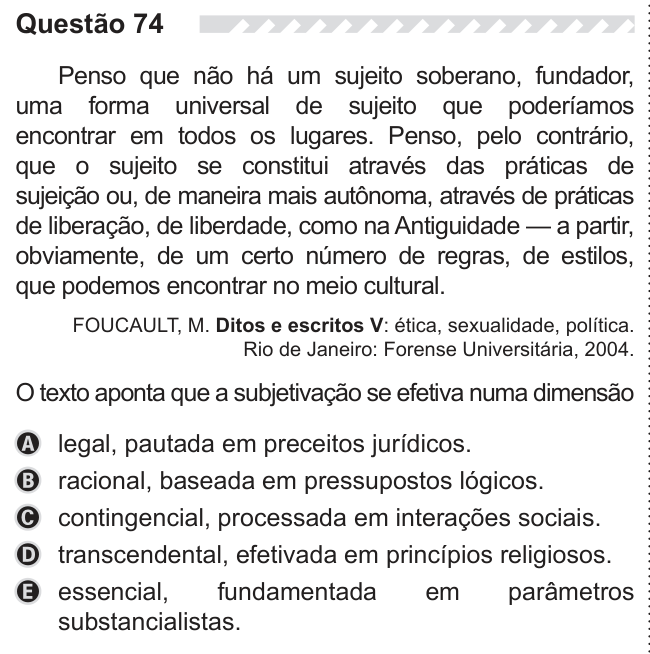 Questão 74
Penso que não há um sujeito soberano, fundador,
uma forma universal de sujeito que poderíamos
encontrar em todos os lugares. Penso, pelo contrário,
que o sujeito se constitui através das práticas de
sujeição ou, de maneira mais autônoma, através de práticas
de liberação, de liberdade, como na Antiguidade — a partir,
obviamente, de um certo número de regras, de estilos,
que podemos encontrar no meio cultural.
FOUCAULT, M. Ditos e escritos V: ética, sexualidade, política.
Rio de Janeiro: Forense Universitária, 2004.
O texto aponta que a subjetivação se efetiva numa dimensão
A legal, pautada em preceitos jurídicos.
B racional, baseada em pressupostos lógicos.
C contingencial, processada em interações sociais.
D transcendental, efetivada em princípios religiosos.
E essencial, fundamentada em parâmetros
substancialistas.